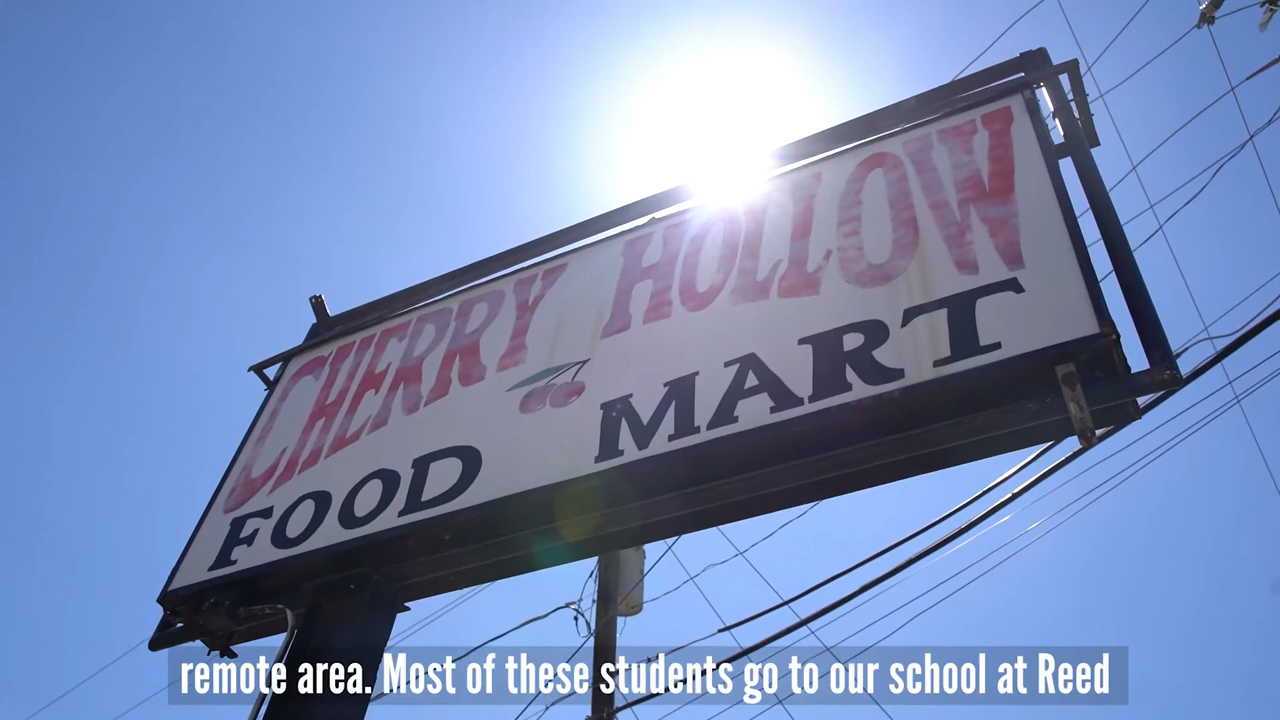 CHERRY HOLLOW
FOOD MART
remote area. Most of these students go to our school at Reed